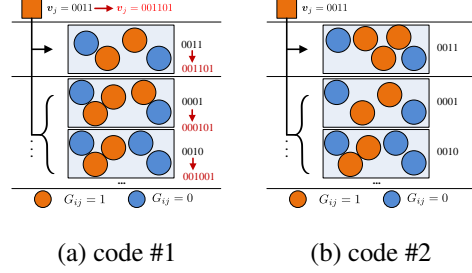 v_j = 0011 → v_j = 001101
0011
001101
0001
000101
0010
001001
...
G_ij = 1 G_ij = 0
(a) code #1
v_j = 0011
0011
0001
0010
...
G_ij = 1 G_ij = 0
(b) code #2